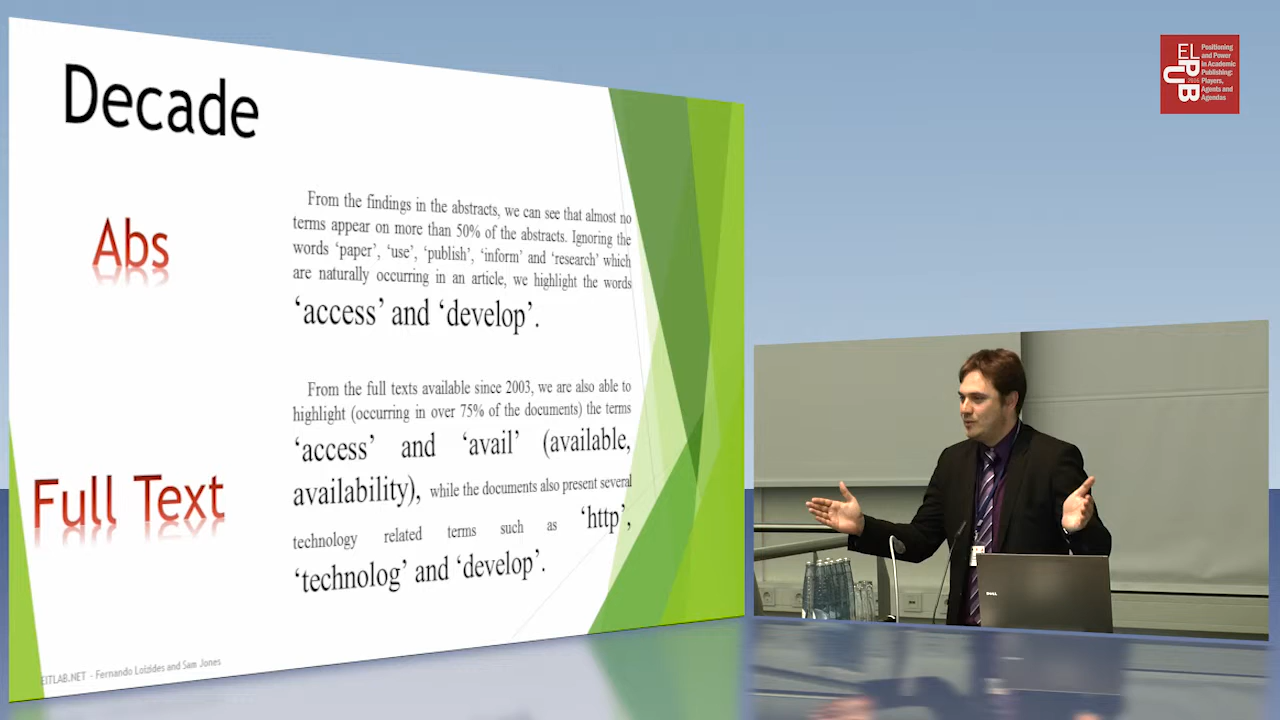 Decade
Abs
From the findings in the abstracts, we can see that almost no
terms appear on more than 50% of the abstracts. Ignoring the
words ‘paper’, ‘use’, ‘publish’, ‘inform’ and ‘research’ which
are naturally occurring in an article, we highlight the words
‘access’ and ‘develop’.
Full Text
From the full texts available since 2003, we are also able to
highlight (occurring in over 75% of the documents) the terms
‘access’ and ‘avail’ (available,
availability), while the documents also present several
technology related terms such as ‘http’,
‘technolog’ and ‘develop’.
EITLAB.NET - Fernando Loizides and Sam Jones
ELPUB
2016
Positioning
and Power
in Academic
Publishing:
Players,
Agents and
Agendas
DELL